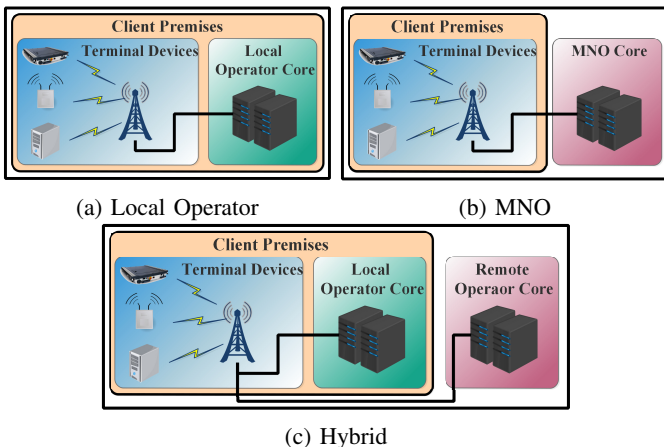 Client Premises
Terminal Devices
Local
Operator Core
(a) Local Operator
Client Premises
Terminal Devices
MNO Core
(b) MNO
Client Premises
Terminal Devices
Local
Operator Core
Remote
Operaor Core
(c) Hybrid